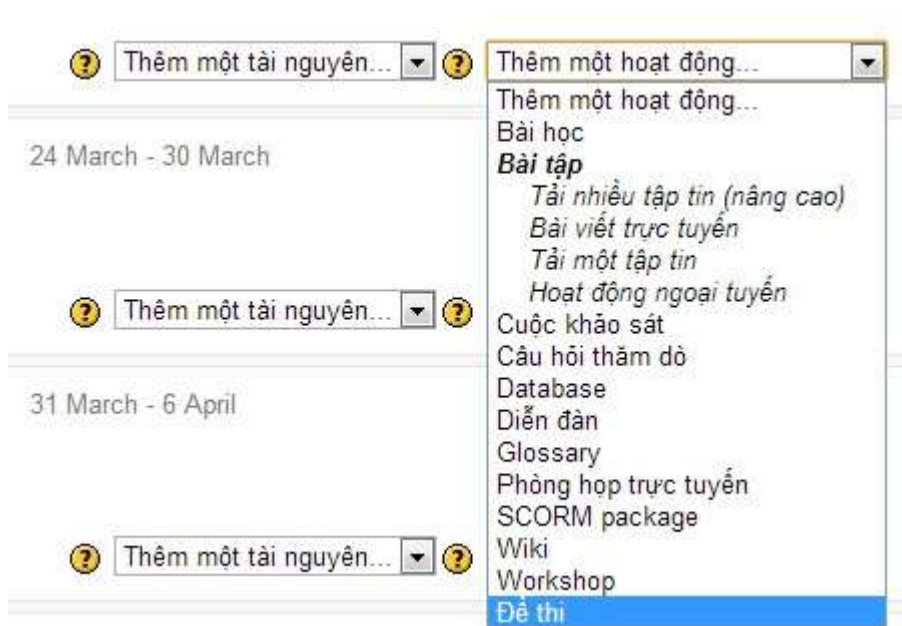 Thêm một tài nguyên... Thêm một hoạt động...
Thêm một hoạt động...
Bài học
24 March - 30 March
Bài tập
Tải nhiều tập tin (nâng cao)
Bài viết trực tuyến
Tải một tập tin
Hoạt động ngoại tuyến
Thêm một tài nguyên...
Cuộc khảo sát
Câu hỏi thăm dò
Database
31 March - 6 April
Diễn đàn
Glossary
Phòng họp trực tuyến
SCORM package
Thêm một tài nguyên...
Wiki
Workshop
Đề thi